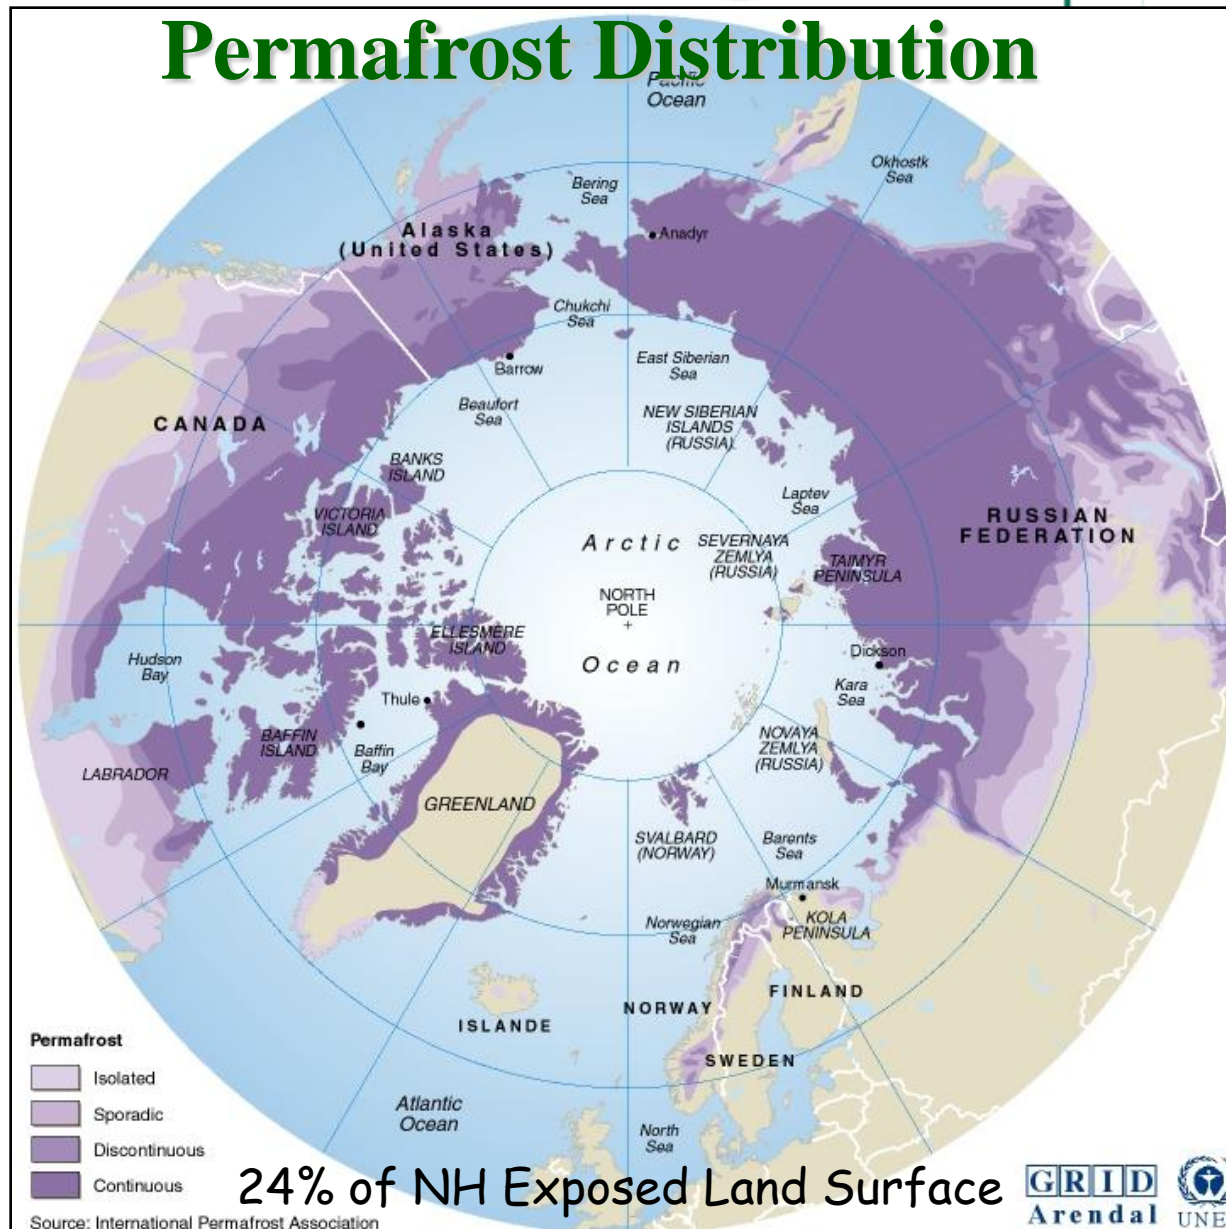 Permafrost Distribution
Pacific
Ocean
Okhostk
Sea
Bering
Sea
Anadyr
Alaska
(United States)
Chukchi
Sea
Barrow
East Siberian
Sea
Beaufort
Sea
NEW SIBERIAN
ISLANDS
(RUSSIA)
CANADA
BANKS
ISLAND
VICTORIA
ISLAND
Laptev
Sea
RUSSIAN
FEDERATION
Arctic
SEVERNAYA
ZEMLYA
(RUSSIA)
TAIMYR
PENINSULA
NORTH
POLE
+
ELLESMERE
ISLAND
Ocean
Dickson
Hudson
Bay
Kara
Sea
Thule
BAFFIN
ISLAND
Baffin
Bay
NOVAYA
ZEMLYA
(RUSSIA)
LABRADOR
GREENLAND
SVALBARD
(NORWAY)
Barents
Sea
Murmansk
KOLA
PENINSULA
Norwegian
Sea
FINLAND
NORWAY
ISLANDE
SWEDEN
Permafrost
Isolated
Sporadic
Discontinuous
Continuous
Atlantic
Ocean
North
Sea
24% of NH Exposed Land Surface
GRID
Arendal
UNE
Source: International Permafrost Association